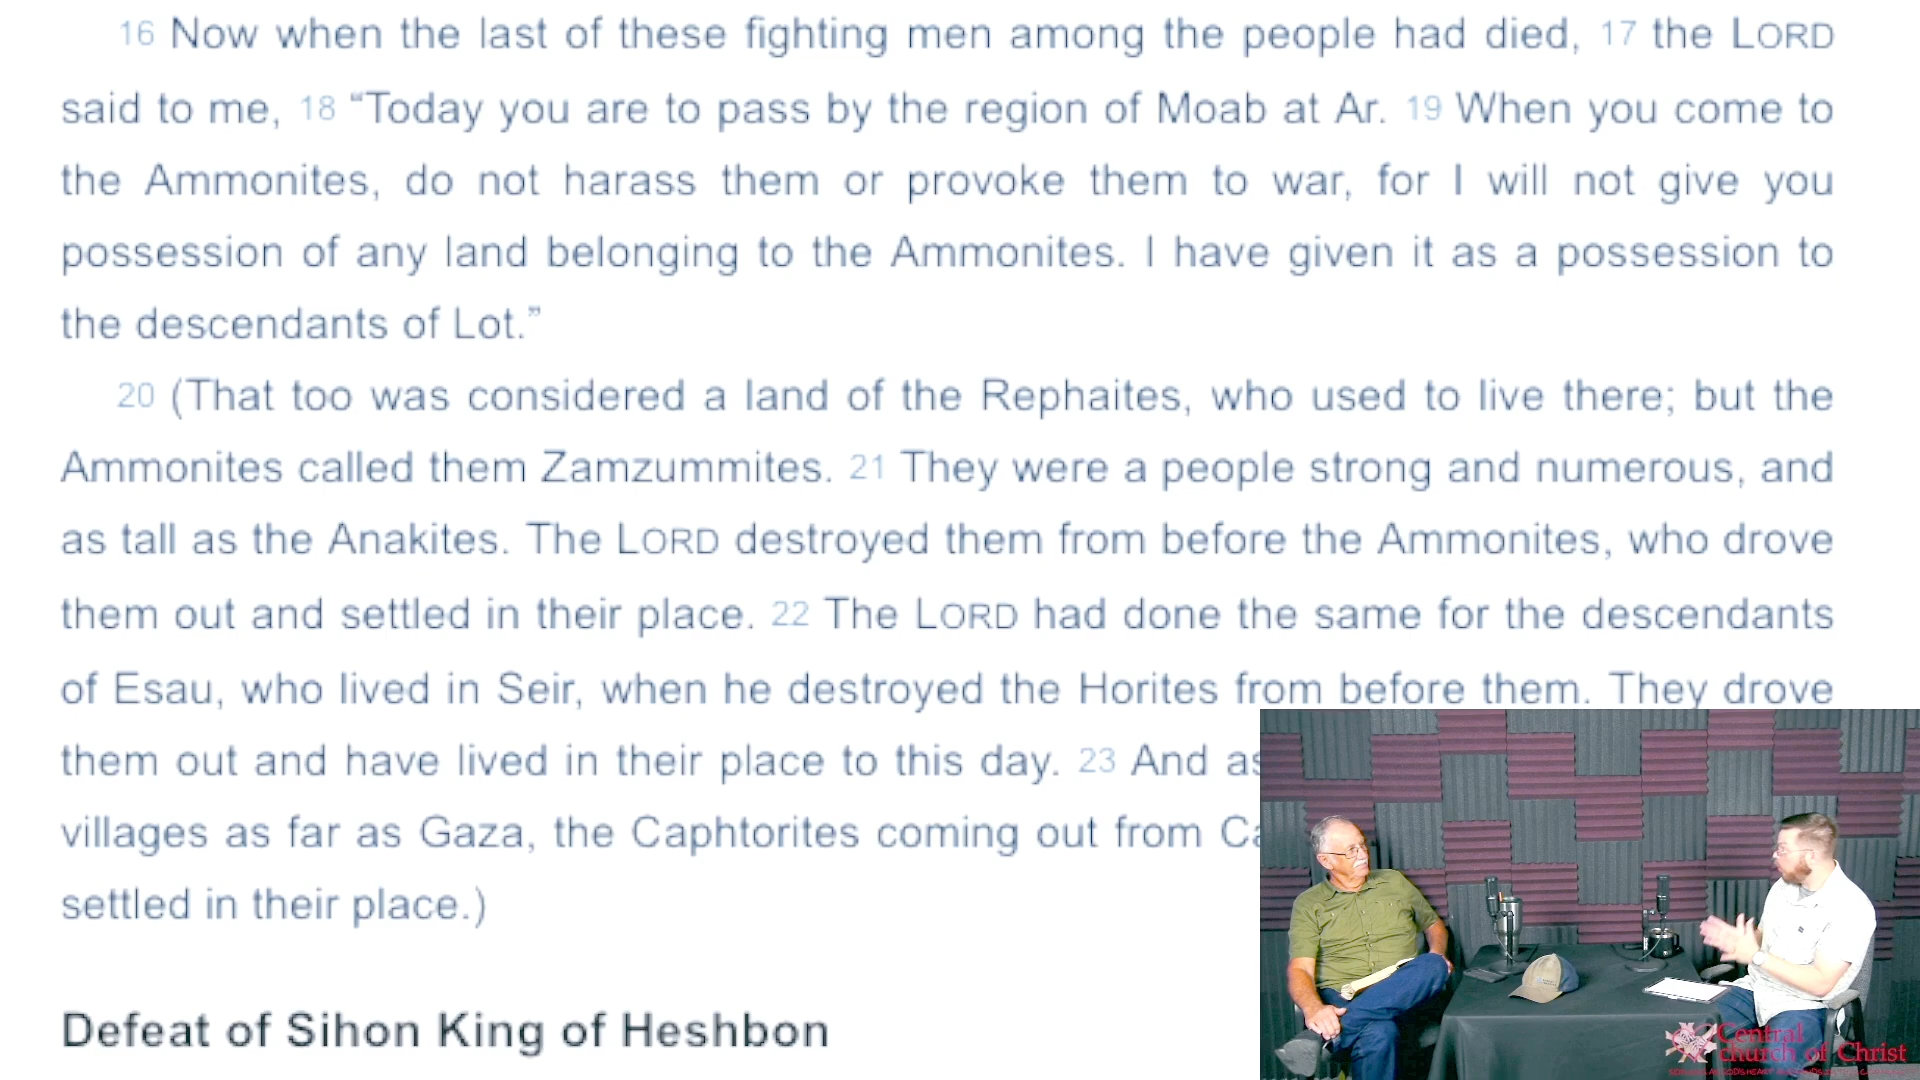 16 Now when the last of these fighting men among the people had died, 17 the LORD
said to me, 18 “Today you are to pass by the region of Moab at Ar. 19 When you come to
the Ammonites, do not harass them or provoke them to war, for I will not give you
possession of any land belonging to the Ammonites. I have given it as a possession to
the descendants of Lot.”
20 (That too was considered a land of the Rephaites, who used to live there; but the
Ammonites called them Zamzummites. 21 They were a people strong and numerous, and
as tall as the Anakites. The LORD destroyed them from before the Ammonites, who drove
them out and settled in their place. 22 The LORD had done the same for the descendants
of Esau, who lived in Seir, when he destroyed the Horites from before them. They drove
them out and have lived in their place to this day. 23 And as
villages as far as Gaza, the Caphtorites coming out from Ca
settled in their place.)
Defeat of Sihon King of Heshbon
Central
church of Christ